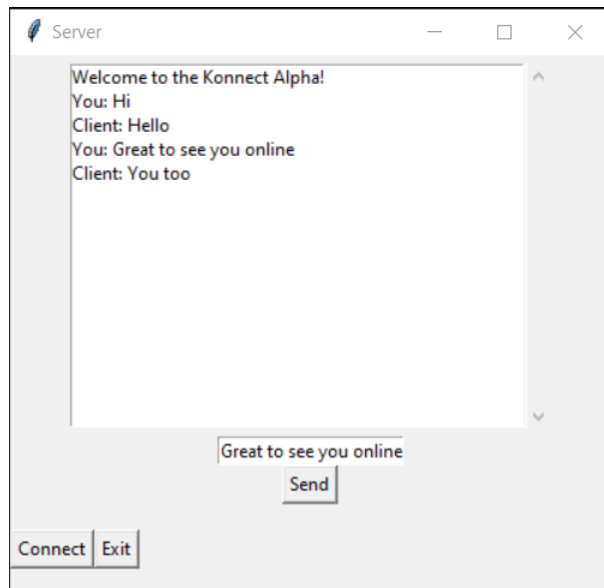 Server
Welcome to the Konnect Alpha!
You: Hi
Client: Hello
You: Great to see you online
Client: You too
Great to see you online
Send
Connect Exit